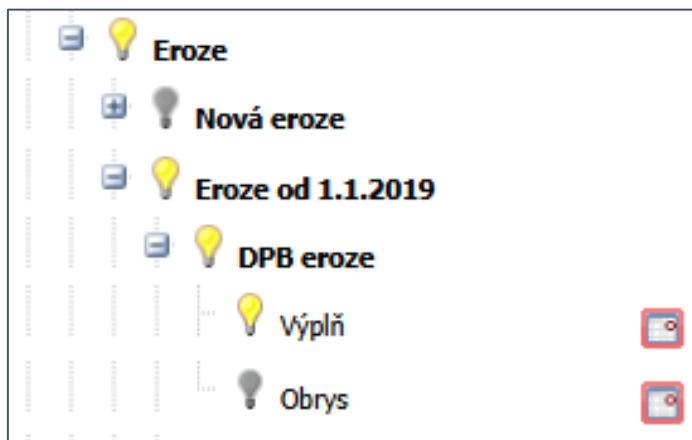 Eroze
Nová eroze
Eroze od 1.1.2019
DPB eroze
Výplň
Obrys